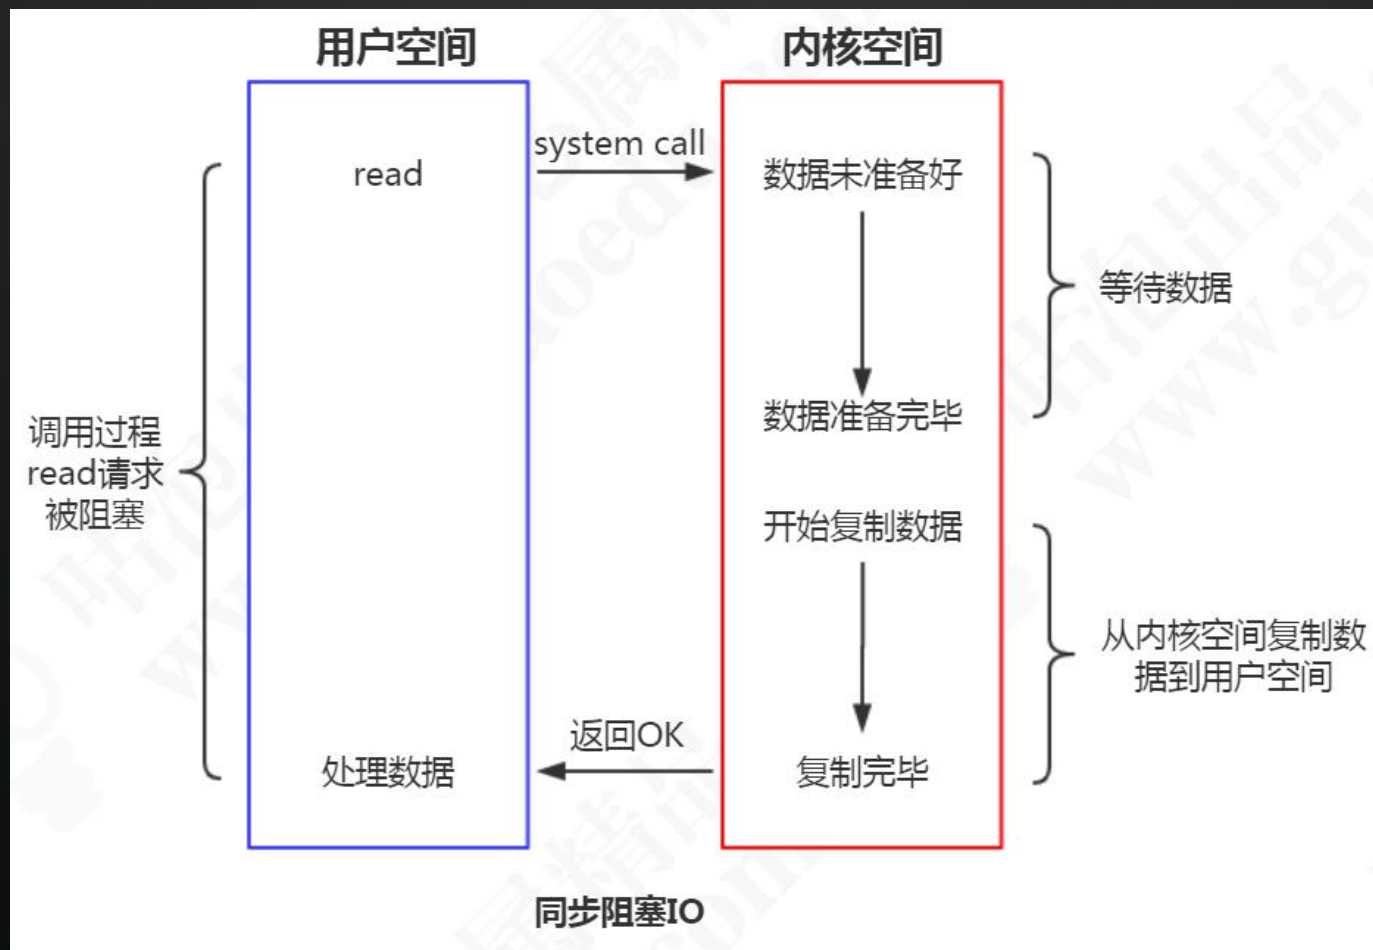 用户空间
内核空间
system call
read
数据未准备好
等待数据
数据准备完毕
调用过程
read请求
被阻塞
开始复制数据
从内核空间复制数
据到用户空间
返回OK
处理数据
复制完毕
同步阻塞IO